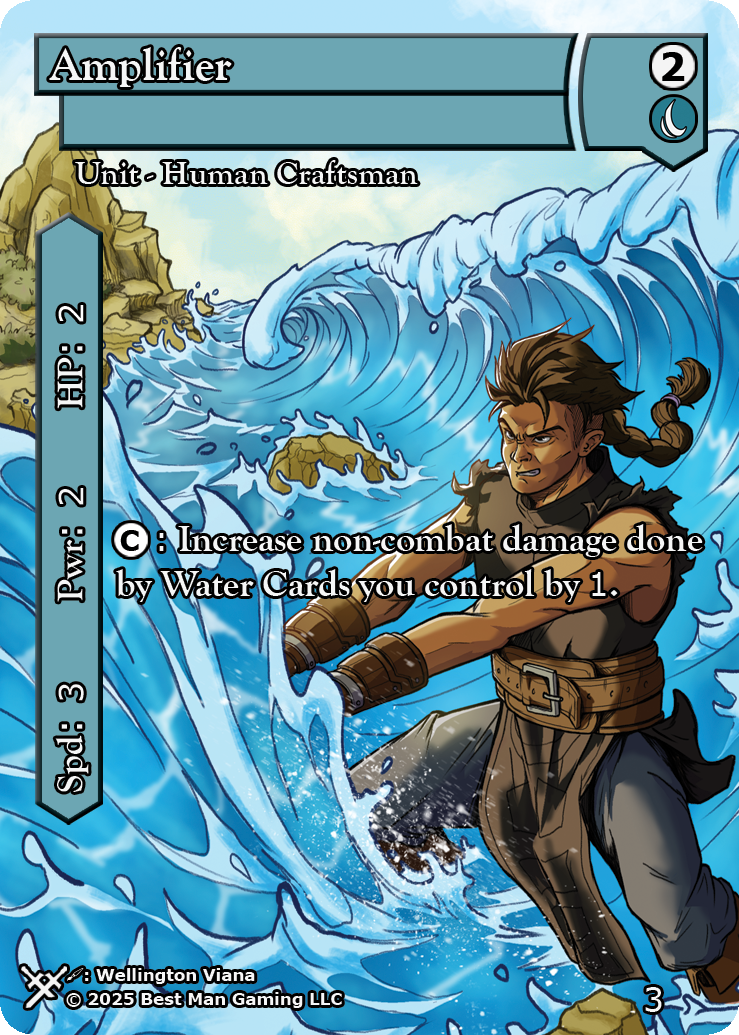 Amplifier
2
Unit - Human Craftsman
HP: 2
Pwr: 2
Spd: 3
C: Increase non-combat damage done
by Water Cards you control by 1.
: Wellington Viana
© 2025 Best Man Gaming LLC
3